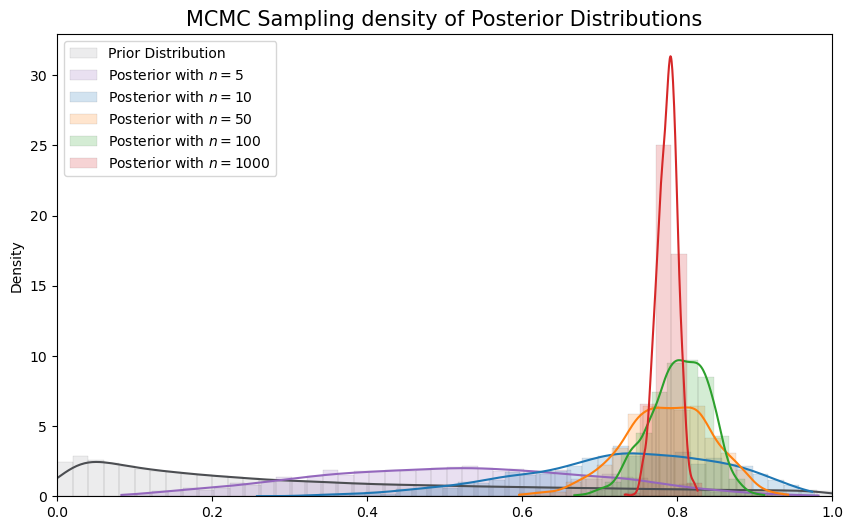 MCMC Sampling density of Posterior Distributions
Prior Distribution
Posterior with n = 5
Posterior with n = 10
Posterior with n = 50
Posterior with n = 100
Posterior with n = 1000
Density
30
25
20
15
10
5
0
0.0 0.2 0.4 0.6 0.8 1.0